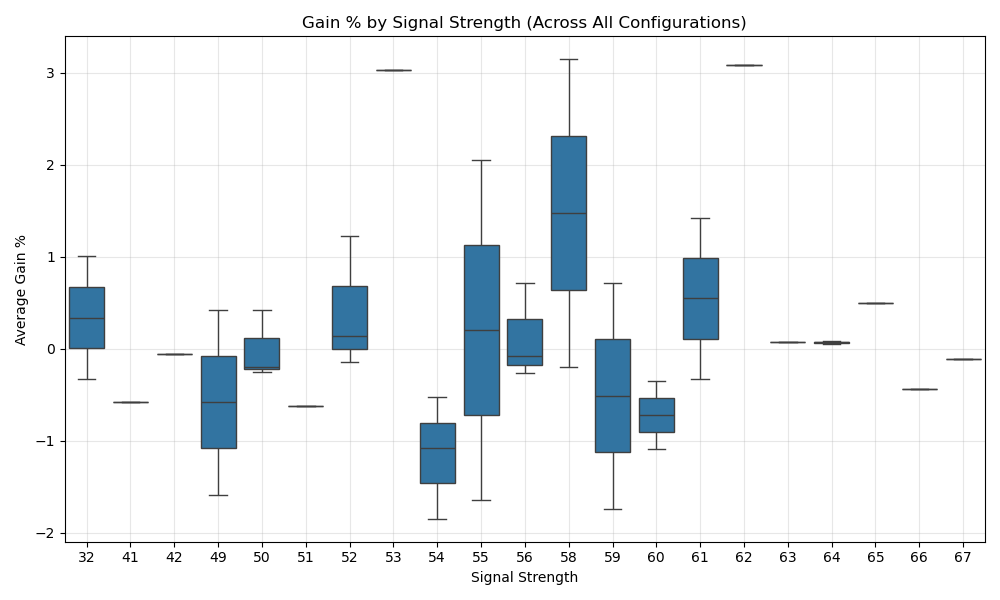 Gain % by Signal Strength (Across All Configurations)
Average Gain %
3
2
1
0
−1
−2
32 41 42 49 50 51 52 53 54 55 56 58 59 60 61 62 63 64 65 66 67
Signal Strength